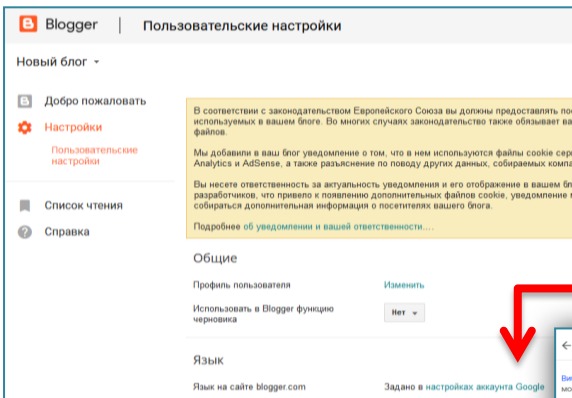 Blogger | Пользовательские настройки
Новый блог
Добро пожаловать
Настройки
Пользовательские
настройки
Список чтения
Справка
В соответствии с законодательством Европейского Союза вы должны предоставлять
используемых в вашем блоге. Во многих случаях законодательство также обязывает
файлов.
Мы добавили в ваш блог уведомление о том, что в нем используются файлы cookie
Analytics и AdSense, а также разъяснение по поводу других данных, собираемых
Вы несете ответственность за актуальность уведомления и его отображение в вашем
разработчиков, что привело к появлению дополнительных файлов cookie, уведомление
собираться дополнительная информация о посетителях вашего блога.
Подробнее об уведомлении и вашей ответственности….
Общие
Профиль пользователя Изменить
Использовать в Blogger функцию
черновика Нет
Язык
Язык на сайте blogger.com Задано в настройках аккаунта Google